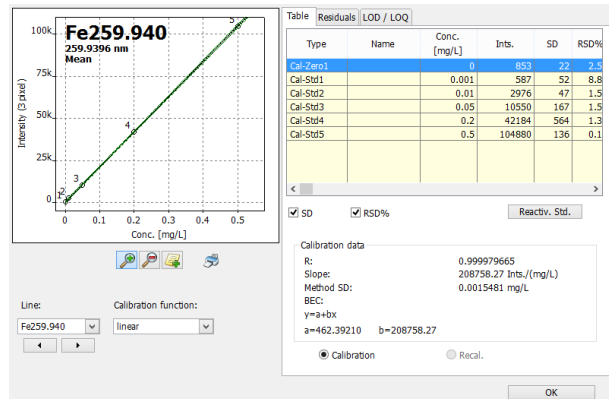 Fe259.940
259.9396 nm
Mean
Intensity (3 pixel)
100k
75k
50k
25k
0
1 2 3 4 5
0 0.1 0.2 0.3 0.4 0.5
Conc. [mg/L]
Line:
Calibration function:
Fe259.940
linear
Table Residuals LOD / LOQ
Type Name Conc. [mg/L] Ints. SD RSD%
Cal-Zero1 0 853 22 2.5
Cal-Std1 0.001 587 52 8.8
Cal-Std2 0.01 2976 47 1.5
Cal-Std3 0.05 10550 167 1.5
Cal-Std4 0.2 42184 564 1.3
Cal-Std5 0.5 104880 136 0.1
SD RSD% Reactiv. Std.
Calibration data
R: 0.999979665
Slope: 208758.27 Ints./(mg/L)
Method SD: 0.0015481 mg/L
BEC:
y=a+bx
a=462.39210 b=208758.27
Calibration Recal.
OK